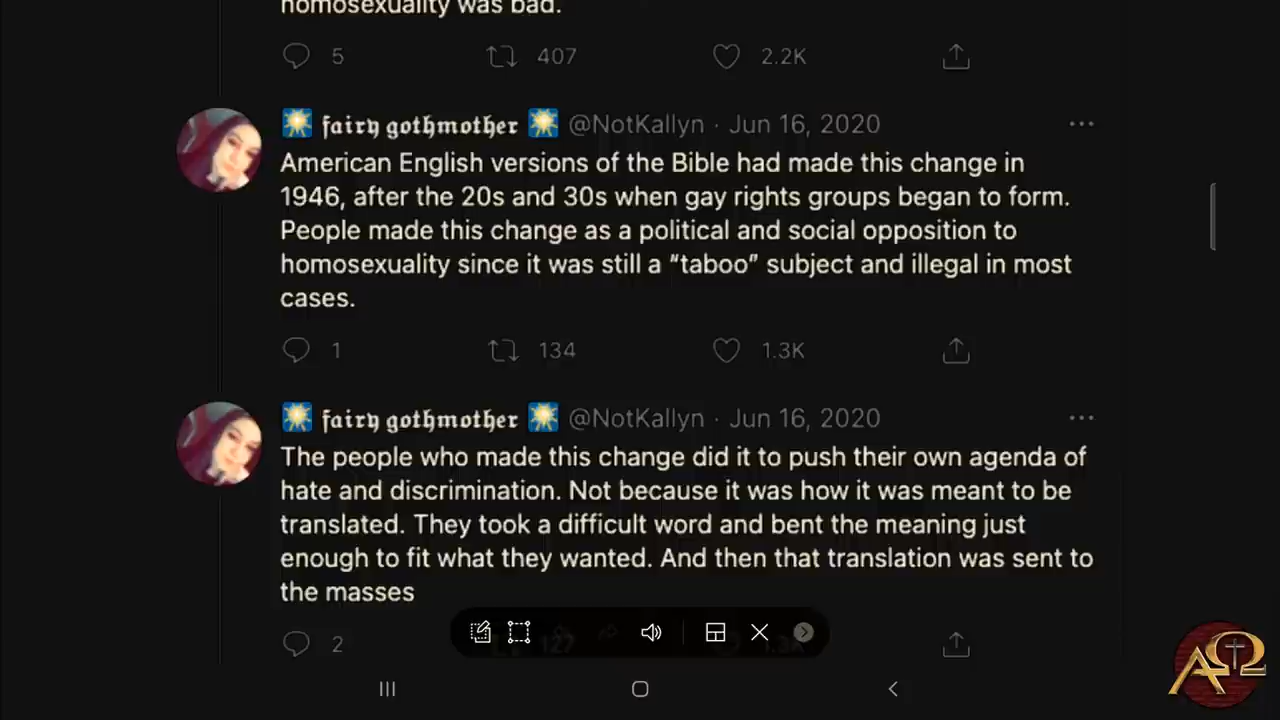 homosexuality was bad.
5 407 2.2K
fairy gothmother @NotKallyn · Jun 16, 2020 ...
American English versions of the Bible had made this change in
1946, after the 20s and 30s when gay rights groups began to form.
People made this change as a political and social opposition to
homosexuality since it was still a “taboo” subject and illegal in most
cases.
1 134 1.3K
fairy gothmother @NotKallyn · Jun 16, 2020 ...
The people who made this change did it to push their own agenda of
hate and discrimination. Not because it was how it was meant to be
translated. They took a difficult word and bent the meaning just
enough to fit what they wanted. And then that translation was sent to
the masses
2 127 1.3K
ΑΩ